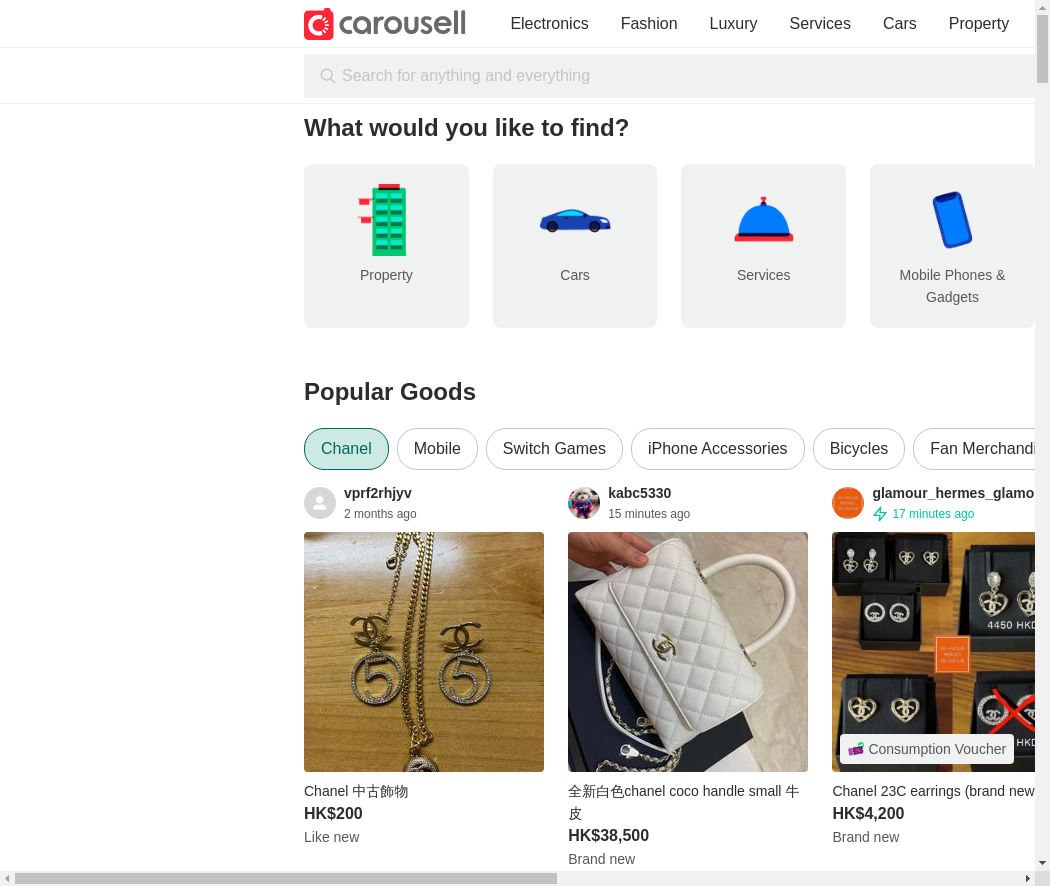 carousell
Electronics
Fashion
Luxury
Services
Cars
Property
Search for anything and everything
What would you like to find?
Property
Cars
Services
Mobile Phones &
Gadgets
Popular Goods
Chanel
Mobile
Switch Games
iPhone Accessories
Bicycles
vprf2rhjyv
2 months ago
5
5
Chanel 中古飾物
HK$200
Like new
kabc5330
15 minutes ago
全新白色chanel coco handle small 牛
皮
HK$38,500
Brand new
17 minutes ago
4450 HKD
Consumption Voucher
Chanel 23C earrings (brand new
HK$4,200
Brand new